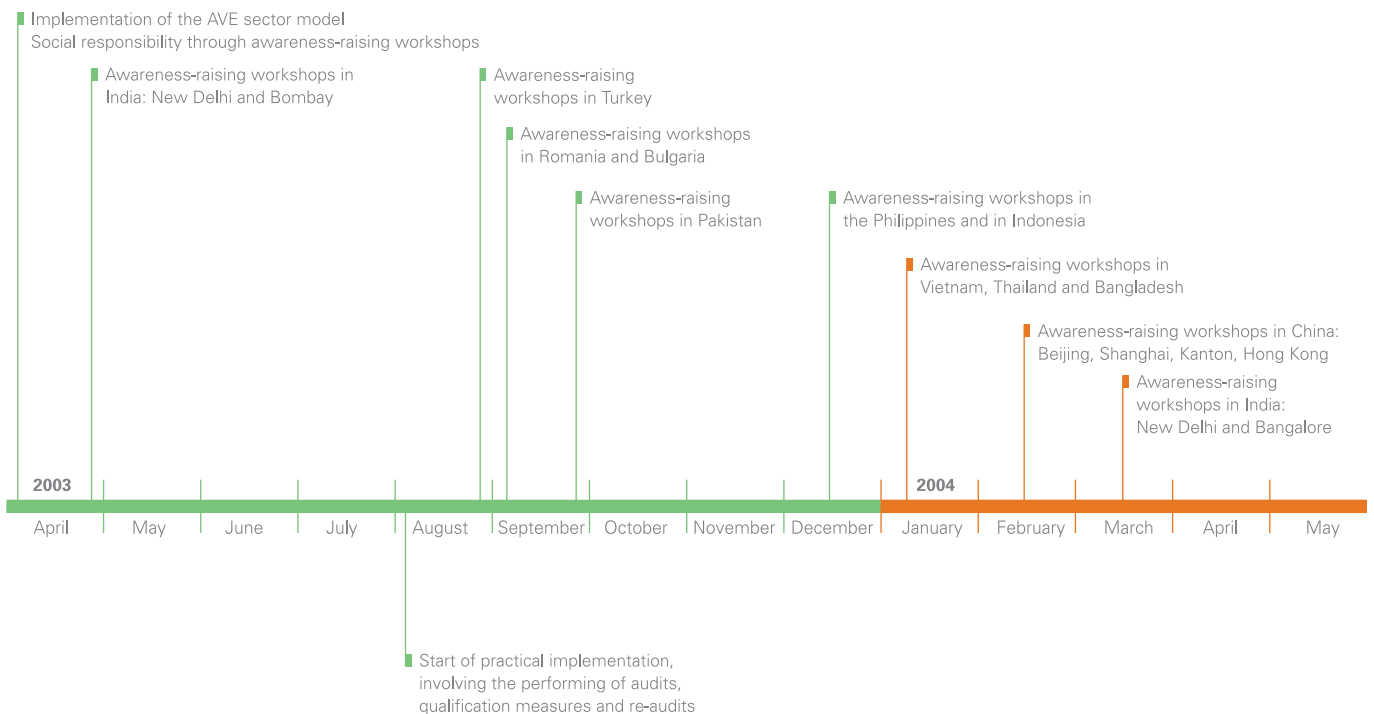 Implementation of the AVE sector model
Social responsibility through awareness-raising workshops
Awareness-raising workshops in
India: New Delhi and Bombay
Awareness-raising
workshops in Turkey
Awareness-raising workshops
in Romania and Bulgaria
Awareness-raising
workshops in Pakistan
Awareness-raising workshops in
the Philippines and in Indonesia
Awareness-raising workshops in
Vietnam, Thailand and Bangladesh
Awareness-raising workshops in China:
Beijing, Shanghai, Kanton, Hong Kong
Awareness-raising
workshops in India:
New Delhi and Bangalore
2003
2004
April
May
June
July
August
September
October
November
December
January
February
March
April
May
Start of practical implementation,
involving the performing of audits,
qualification measures and re-audits